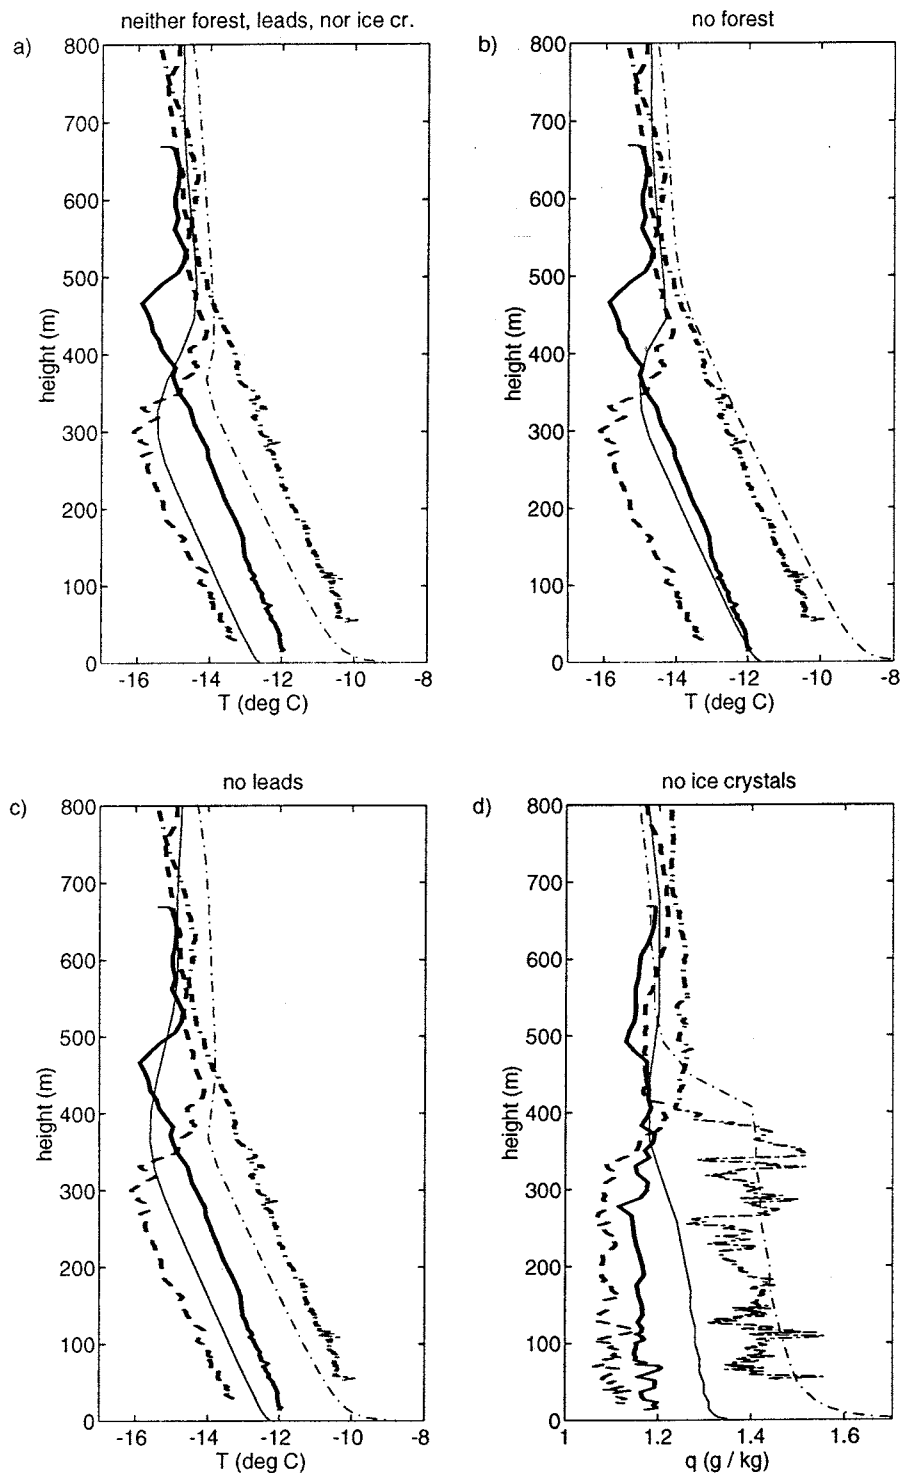 neither forest, leads, nor ice cr.
a)
800
700
600
500
400
300
200
100
0
height (m)
-16 -14 -12 -10 -8
T (deg C)
no forest
b)
800
700
600
500
400
300
200
100
0
height (m)
-16 -14 -12 -10 -8
T (deg C)
no leads
c)
800
700
600
500
400
300
200
100
0
height (m)
-16 -14 -12 -10 -8
T (deg C)
no ice crystals
d)
800
700
600
500
400
300
200
100
0
height (m)
1 1.2 1.4 1.6
q (g / kg)